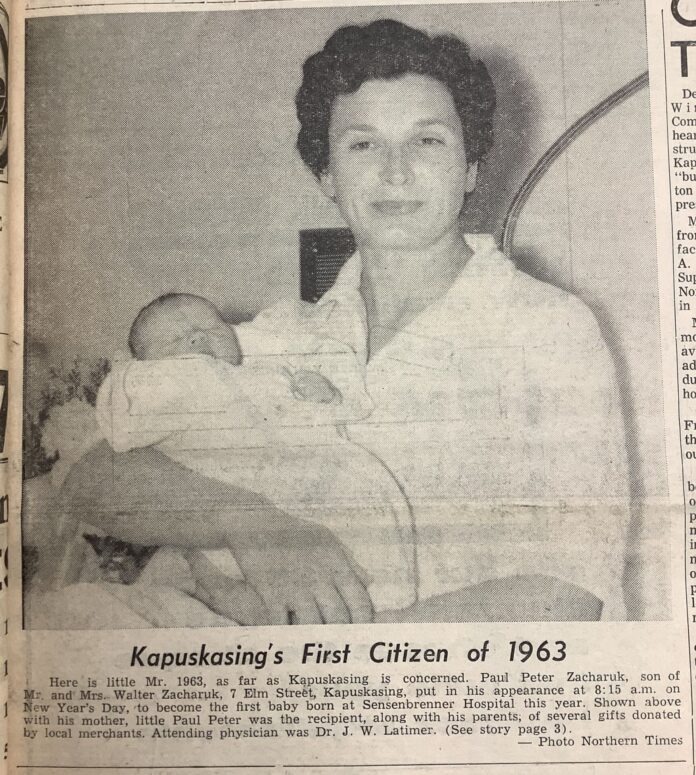 Kapuskasing's First Citizen of 1963
Here is little Mr. 1963, as far as Kapuskasing is concerned. Paul Peter Zacharuk, son of
Mr. and Mrs. Walter Zacharuk, 7 Elm Street, Kapuskasing, put in his appearance at 8:15 a.m. on
New Year's Day, to become the first baby born at Sensenbrenner Hospital this year. Shown above
with his mother, little Paul Peter was the recipient, along with his parents, of several gifts donated
by local merchants. Attending physician was Dr. J. W. Latimer. (See story page 3).
— Photo Northern Times